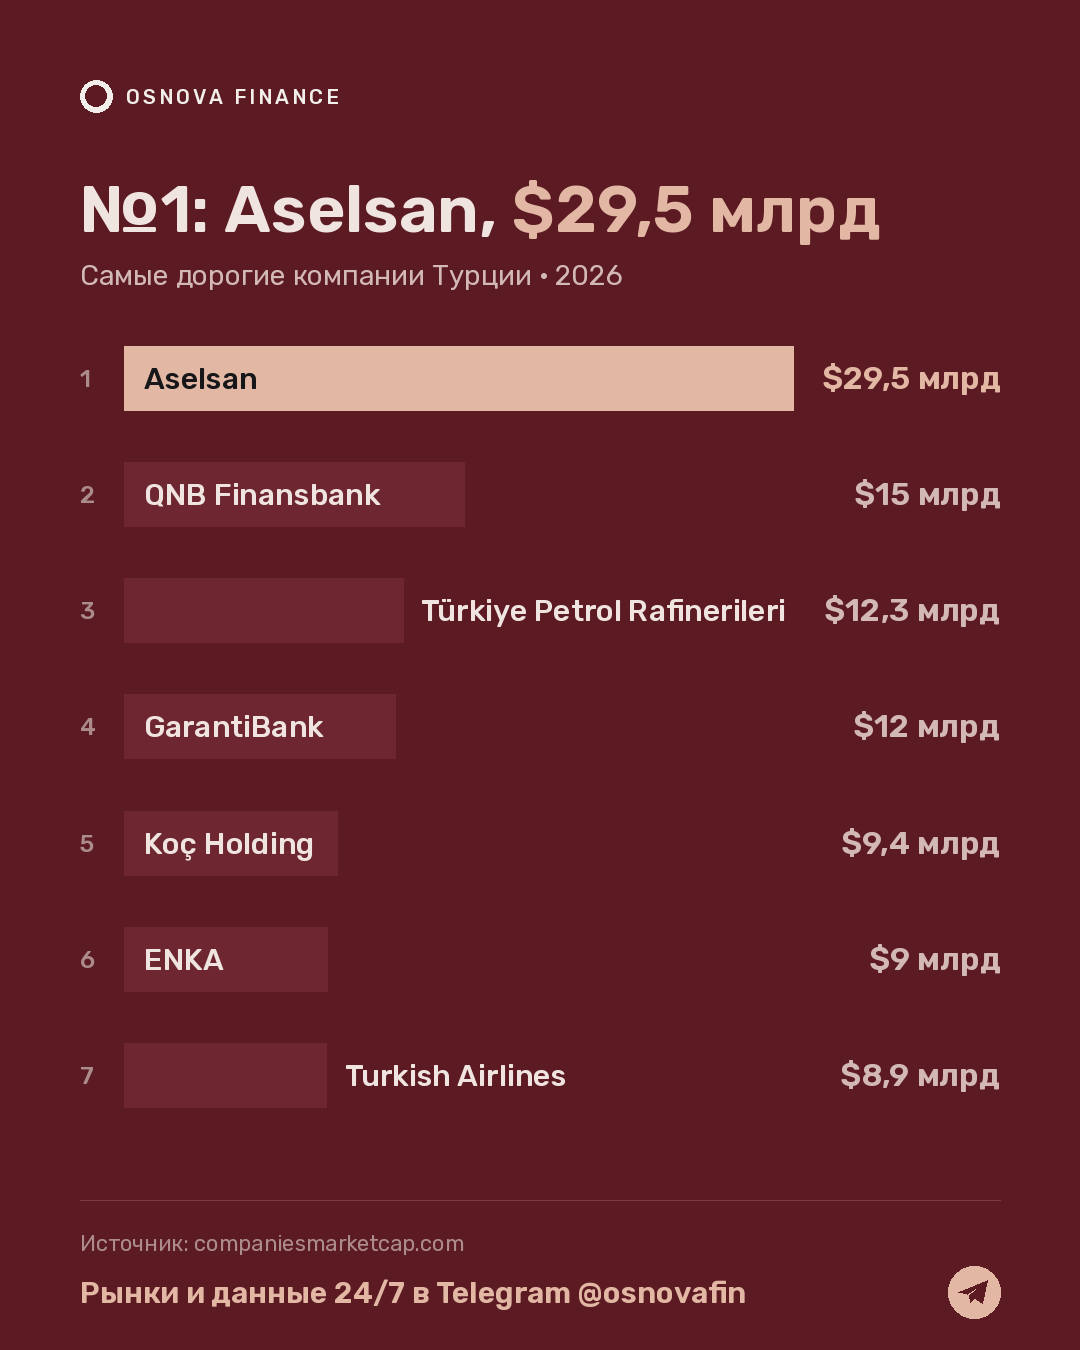 OSNOVA FINANCE
№1: Aselsan, $29,5 млрд
Самые дорогие компании Турции • 2026
1 Aselsan $29,5 млрд
2 QNB Finansbank $15 млрд
3 Türkiye Petrol Rafinerileri $12,3 млрд
4 GarantiBank $12 млрд
5 Koç Holding $9,4 млрд
6 ENKA $9 млрд
7 Turkish Airlines $8,9 млрд
Источник: companiesmarketcap.com
Рынки и данные 24/7 в Telegram @osnovafin